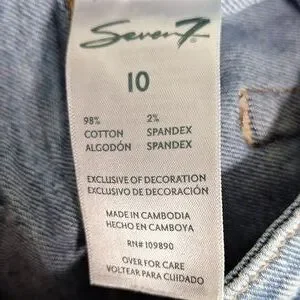 Seven7
10
98% 2%
COTTON SPANDEX
ALGODÓN SPANDEX
EXCLUSIVE OF DECORATION
EXCLUSIVO DE DECORACIÓN
MADE IN CAMBODIA
HECHO EN CAMBOYA
RN# 109890
OVER FOR CARE
VOLTEAR PARA CUIDADO